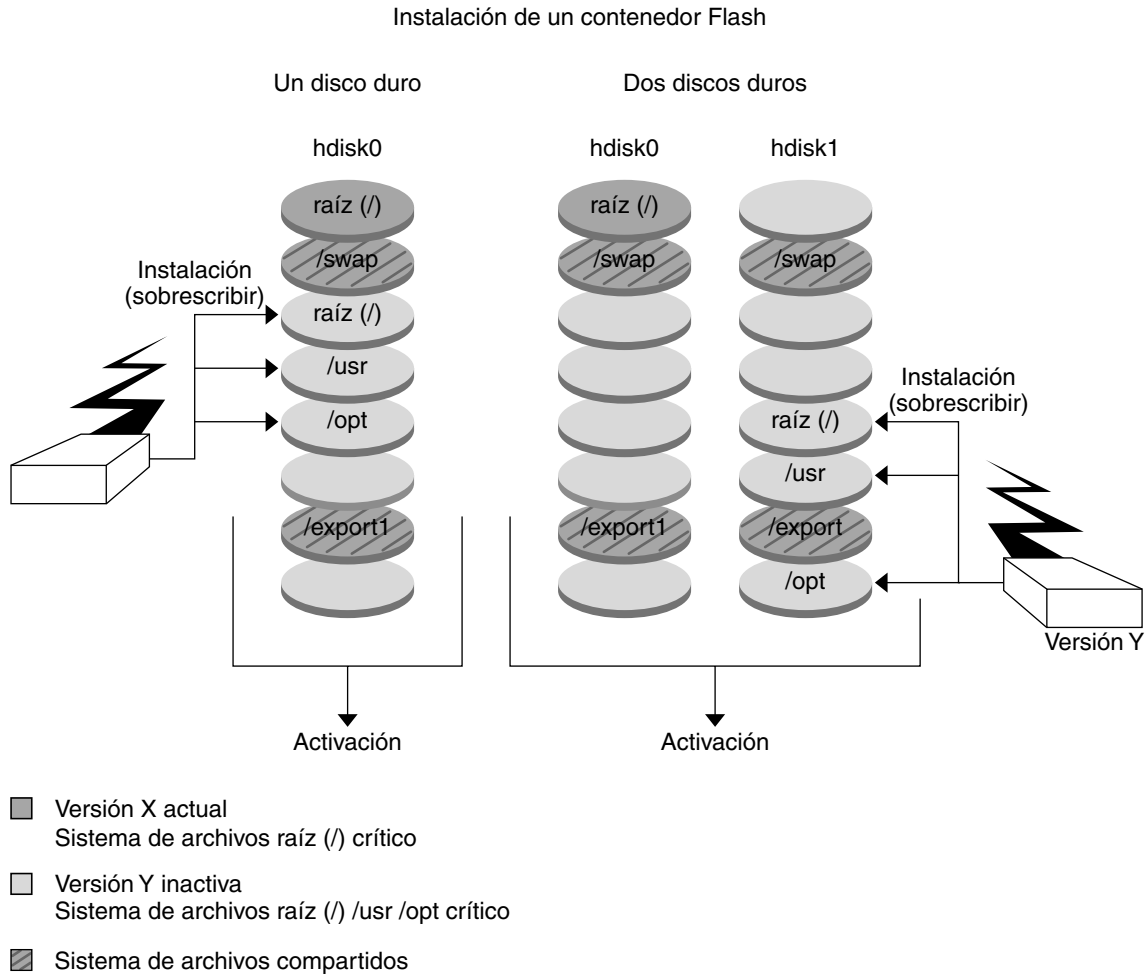 Instalación de un contenedor Flash
Un disco duro
Dos discos duros
hdisk0
hdisk0
hdisk1
raíz (/)
/swap
raíz (/)
/usr
/opt
/export1
Instalación
(sobrescribir)
raíz (/)
/swap
/export1
/swap
raíz (/)
/usr
/export
/opt
Instalación
(sobrescribir)
Versión Y
Activación
Activación
Versión X actual
Sistema de archivos raíz (/) crítico
Versión Y inactiva
Sistema de archivos raíz (/) /usr /opt crítico
Sistema de archivos compartidos